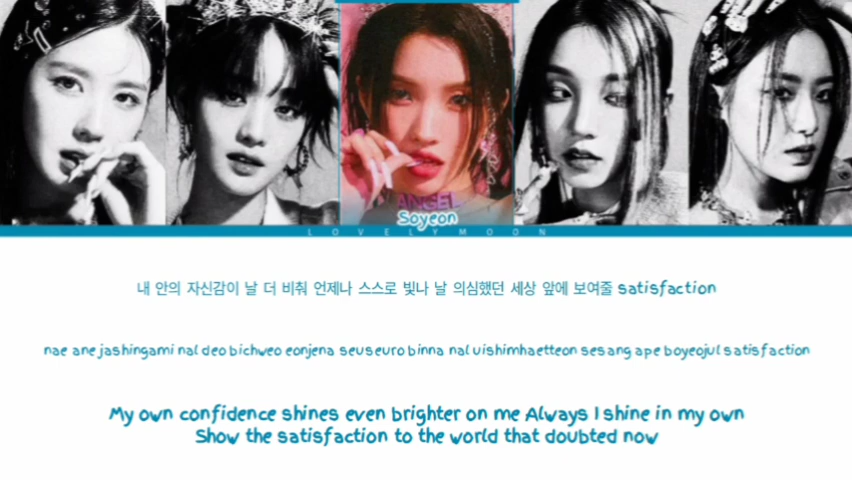 ANGEL
Soyeon
LOVELYMOON
내 안의 자신감이 날 더 비춰 언제나 스스로 빛나 날 의심했던 세상 앞에 보여줄 satisfaction
nae ane jashingami nal deo bichweo eonjena seuseuro binna nal uishimhaetteon sesang ape boyeojul satisfaction
My own confidence shines even brighter on me Always I shine in my own
Show the satisfaction to the world that doubted now